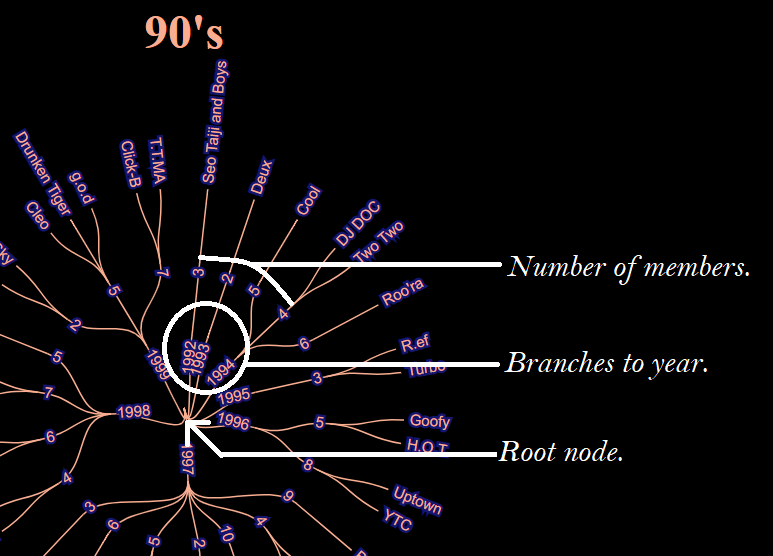 90's
Seo Taiji and Boys
Deux
Cool
DJ DOC
Two Two
Roo'ra
R.ef
Turbo
Goofy
H.O.T
Uptown
YTC
T.T.MA
Click-B
g.o.d
Drunken Tiger
Cleo
3
2
5
4
6
3
5
8
9
4
10
2
5
6
3
4
6
7
5
2
5
7
1992
1993
1994
1995
1996
1997
1998
1999
Number of members.
Branches to year.
Root node.